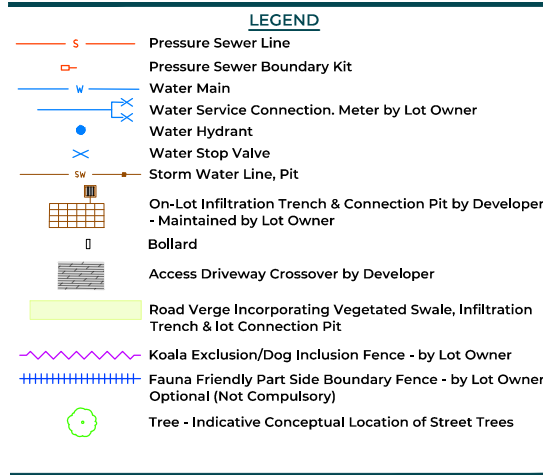 LEGEND
S Pressure Sewer Line
Pressure Sewer Boundary Kit
W Water Main
Water Service Connection. Meter by Lot Owner
Water Hydrant
Water Stop Valve
SW Storm Water Line, Pit
On-Lot Infiltration Trench & Connection Pit by Developer
- Maintained by Lot Owner
Bollard
Access Driveway Crossover by Developer
Road Verge Incorporating Vegetated Swale, Infiltration
Trench & lot Connection Pit
Koala Exclusion/Dog Inclusion Fence - by Lot Owner
Fauna Friendly Part Side Boundary Fence - by Lot Owner
Optional (Not Compulsory)
Tree - Indicative Conceptual Location of Street Trees